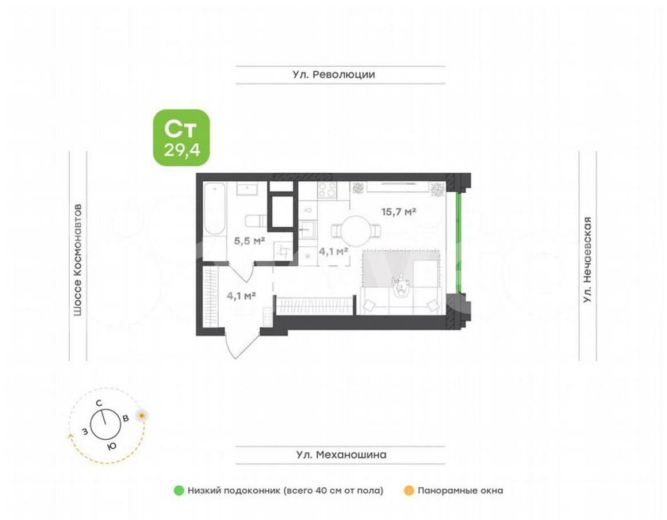 Ул. Революции
Ст
29,4
15,7 м²
5,5 м²
4,1 м²
4,1 м²
Шоссе Космонавтов
Ул. Нечаевская
С
В
З
Ю
Ул. Механошина
Низкий подоконник (всего 40 см от пола)
Панорамные окна